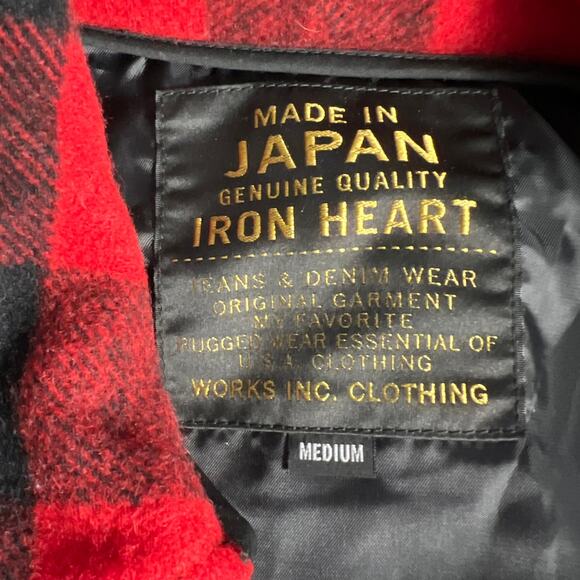 MADE IN
JAPAN
GENUINE QUALITY
IRON HEART
JEANS & DENIM WEAR
ORIGINAL GARMENT
MY FAVORITE
RUGGED WEAR ESSENTIAL OF
U.S.A. CLOTHING
WORKS INC. CLOTHING
MEDIUM